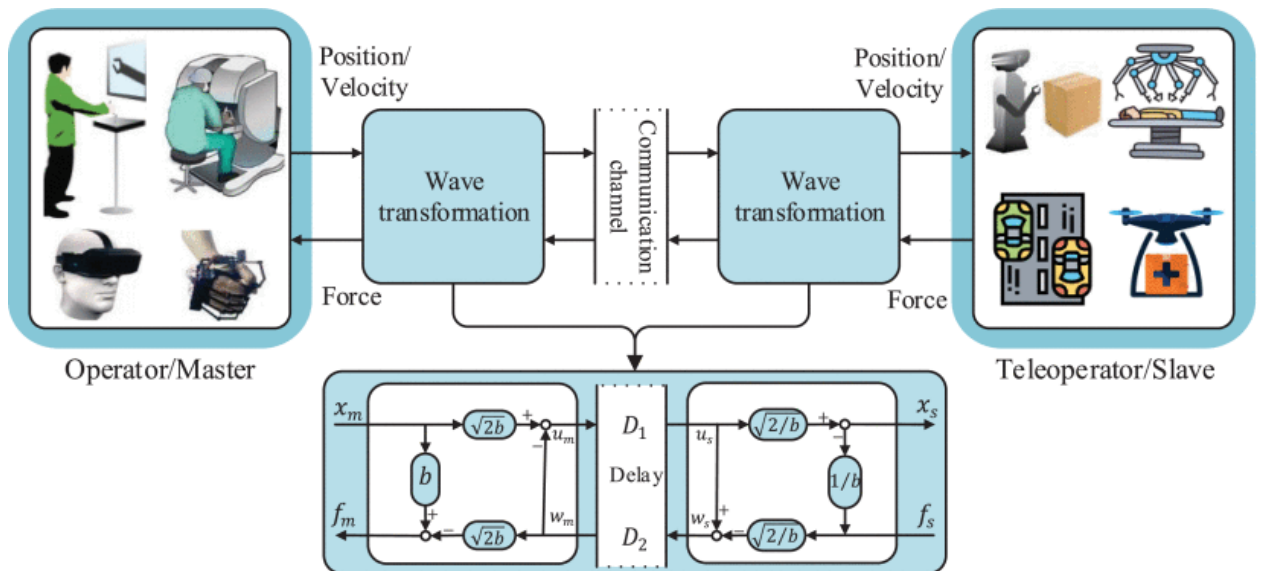 Position/
Velocity
Position/
Velocity
Wave
transformation
Communication
channel
Wave
transformation
Force
Force
Operator/Master
Teleoperator/Slave
x_m
√2b
+
−
u_m
D_1
u_s
√2/b
+
−
x_s
b
Delay
1/b
f_m
+
−
√2b
w_m
D_2
w_s
+
−
√2/b
f_s